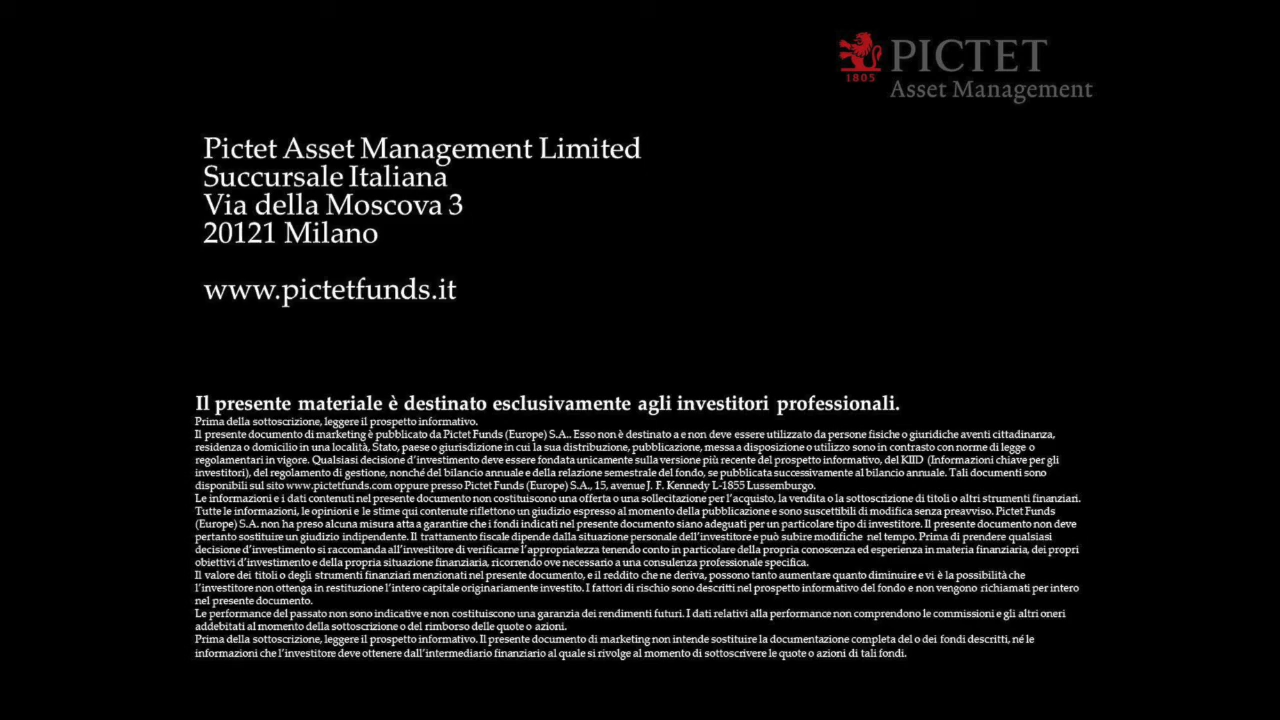 PICTET
1805
Asset Management
Pictet Asset Management Limited
Succursale Italiana
Via della Moscova 3
20121 Milano
www.pictetfunds.it
Il presente materiale è destinato esclusivamente agli investitori professionali.
Prima della sottoscrizione, leggere il prospetto informativo.
Il presente documento di marketing è pubblicato da Pictet Funds (Europe) S.A.. Esso non è destinato a e non deve essere utilizzato da persone fisiche o giuridiche aventi cittadinanza,
residenza o domicilio in una località, Stato, paese o giurisdizione in cui la sua distribuzione, pubblicazione, messa a disposizione o utilizzo sono in contrasto con norme di legge o
regolamentari in vigore. Qualsiasi decisione d’investimento deve essere fondata unicamente sulla versione più recente del prospetto informativo, del KIID (Informazioni chiave per gli
investitori), del regolamento di gestione, nonché del bilancio annuale e della relazione semestrale del fondo, se pubblicata successivamente al bilancio annuale. Tali documenti sono
disponibili sul sito www.pictetfunds.com oppure presso Pictet Funds (Europe) S.A., 15, avenue J. F. Kennedy L-1855 Lussemburgo.
Le informazioni e i dati contenuti nel presente documento non costituiscono una offerta o una sollecitazione per l’acquisto, la vendita o la sottoscrizione di titoli o altri strumenti finanziari.
Tutte le informazioni, le opinioni e le stime qui contenute riflettono un giudizio espresso al momento della pubblicazione e sono suscettibili di modifica senza preavviso. Pictet Funds
(Europe) S.A. non ha preso alcuna misura atta a garantire che i fondi indicati nel presente documento siano adeguati per un particolare tipo di investitore. Il presente documento non deve
pertanto sostituire un giudizio indipendente. Il trattamento fiscale dipende dalla situazione personale dell’investitore e può subire modifiche nel tempo. Prima di prendere qualsiasi
decisione d’investimento si raccomanda all’investitore di verificarne l’appropriatezza tenendo conto in particolare della propria conoscenza ed esperienza in materia finanziaria, dei propri
obiettivi d’investimento e della propria situazione finanziaria, ricorrendo ove necessario a una consulenza professionale specifica.
Il valore dei titoli o degli strumenti finanziari menzionati nel presente documento, e il reddito che ne deriva, possono tanto aumentare quanto diminuire e vi è la possibilità che
l’investitore non ottenga in restituzione l’intero capitale originariamente investito. I fattori di rischio sono descritti nel prospetto informativo del fondo e non vengono richiamati per intero
nel presente documento.
Le performance del passato non sono indicative e non costituiscono una garanzia dei rendimenti futuri. I dati relativi alla performance non comprendono le commissioni e gli altri oneri
addebitati al momento della sottoscrizione o del rimborso delle quote o azioni.
Prima della sottoscrizione, leggere il prospetto informativo. Il presente documento di marketing non intende sostituire la documentazione completa del o dei fondi descritti, né le
informazioni che l’investitore deve ottenere dall’intermediario finanziario al quale si rivolge al momento di sottoscrivere le quote o azioni di tali fondi.